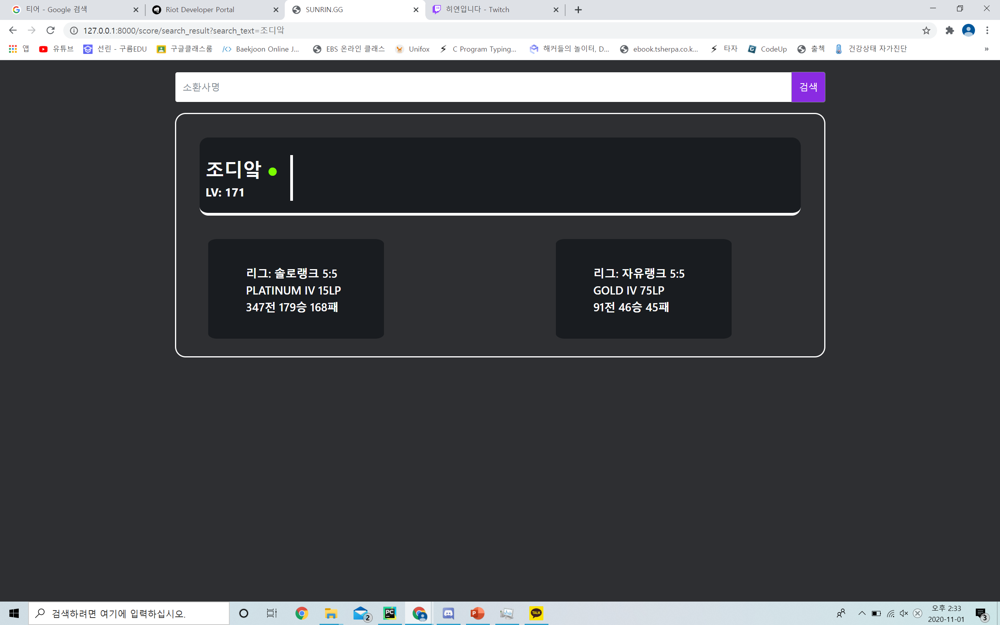 티어 - Google 검색
Riot Developer Portal
SUNRIN.GG
히연입니다 - Twitch
127.0.0.1:8000/score/search_result?search_text=조디앞
앱
유튜브
선린 - 구름EDU
구글클래스룸
/<> Baekjoon Online J...
EBS 온라인 클래스
Unifox
C Program Typing...
해커들의 놀이터, D...
ebook.tsherpa.co.k...
타자
CodeUp
출첵
건강상태 자가진단
»
소환사명
검색
조디앞
LV: 171
리그: 솔로랭크 5:5
PLATINUM IV 15LP
347전 179승 168패
리그: 자유랭크 5:5
GOLD IV 75LP
91전 46승 45패
검색하려면 여기에 입력하십시오.
2
PC
P
TALK
오후 2:33
2020-11-01
3